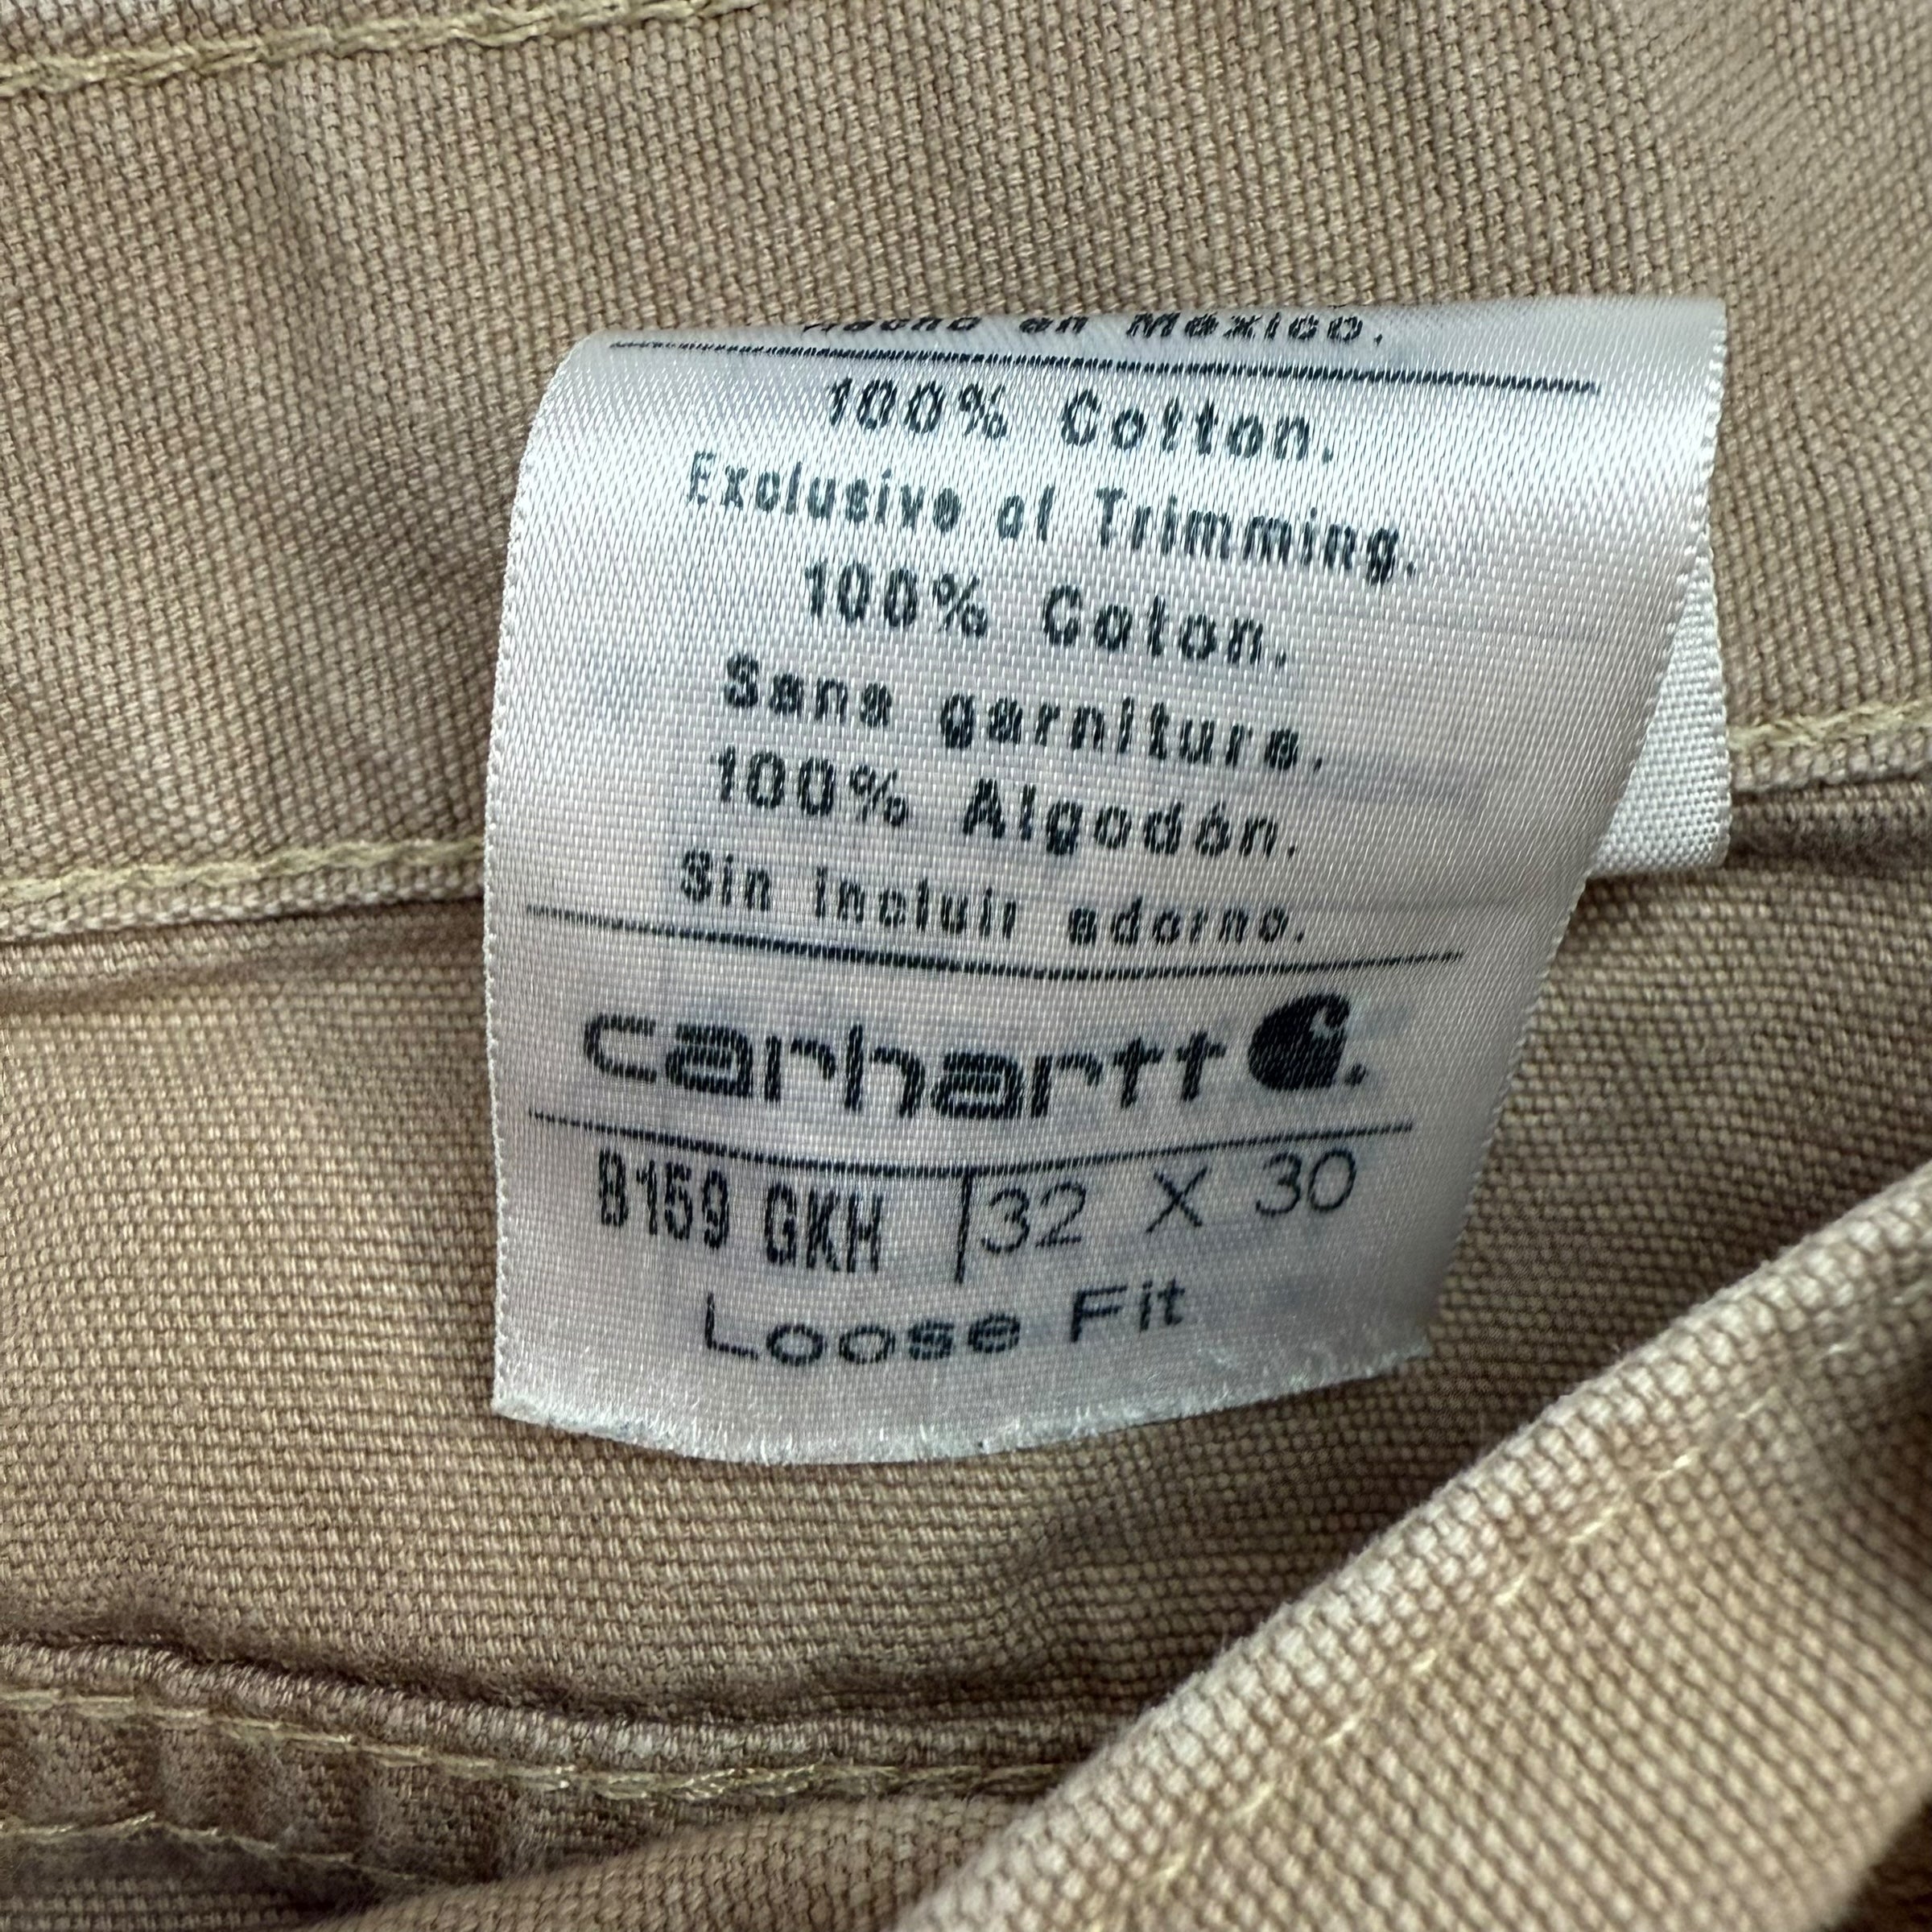 Hecho en México.
100% Cotton.
Exclusive of Trimming.
100% Coton.
Sans garniture.
100% Algodón.
Sin incluir adorno.
carhartt
B159 GKH 32 X 30
Loose Fit